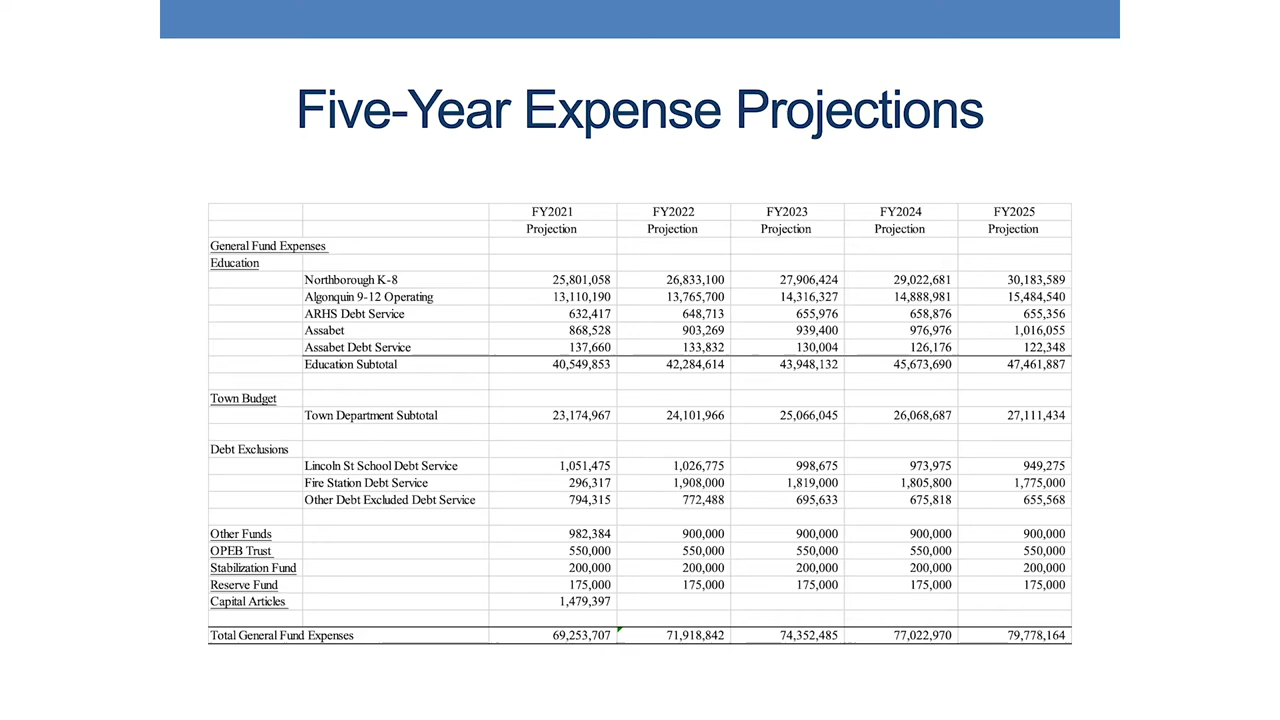 Five-Year Expense Projections
FY2021 FY2022 FY2023 FY2024 FY2025
Projection Projection Projection Projection Projection
General Fund Expenses
Education
Northborough K-8 25,801,058 26,833,100 27,906,424 29,022,681 30,183,589
Algonquin 9-12 Operating 13,110,190 13,765,700 14,316,327 14,888,981 15,484,540
ARHS Debt Service 632,417 648,713 655,976 658,876 655,356
Assabet 868,528 903,269 939,400 976,976 1,016,055
Assabet Debt Service 137,660 133,832 130,004 126,176 122,348
Education Subtotal 40,549,853 42,284,614 43,948,132 45,673,690 47,461,887
Town Budget
Town Department Subtotal 23,174,967 24,101,966 25,066,045 26,068,687 27,111,434
Debt Exclusions
Lincoln St School Debt Service 1,051,475 1,026,775 998,675 973,975 949,275
Fire Station Debt Service 296,317 1,908,000 1,819,000 1,805,800 1,775,000
Other Debt Excluded Debt Service 794,315 772,488 695,633 675,818 655,568
Other Funds 982,384 900,000 900,000 900,000 900,000
OPEB Trust 550,000 550,000 550,000 550,000 550,000
Stabilization Fund 200,000 200,000 200,000 200,000 200,000
Reserve Fund 175,000 175,000 175,000 175,000 175,000
Capital Articles 1,479,397
Total General Fund Expenses 69,253,707 71,918,842 74,352,485 77,022,970 79,778,164